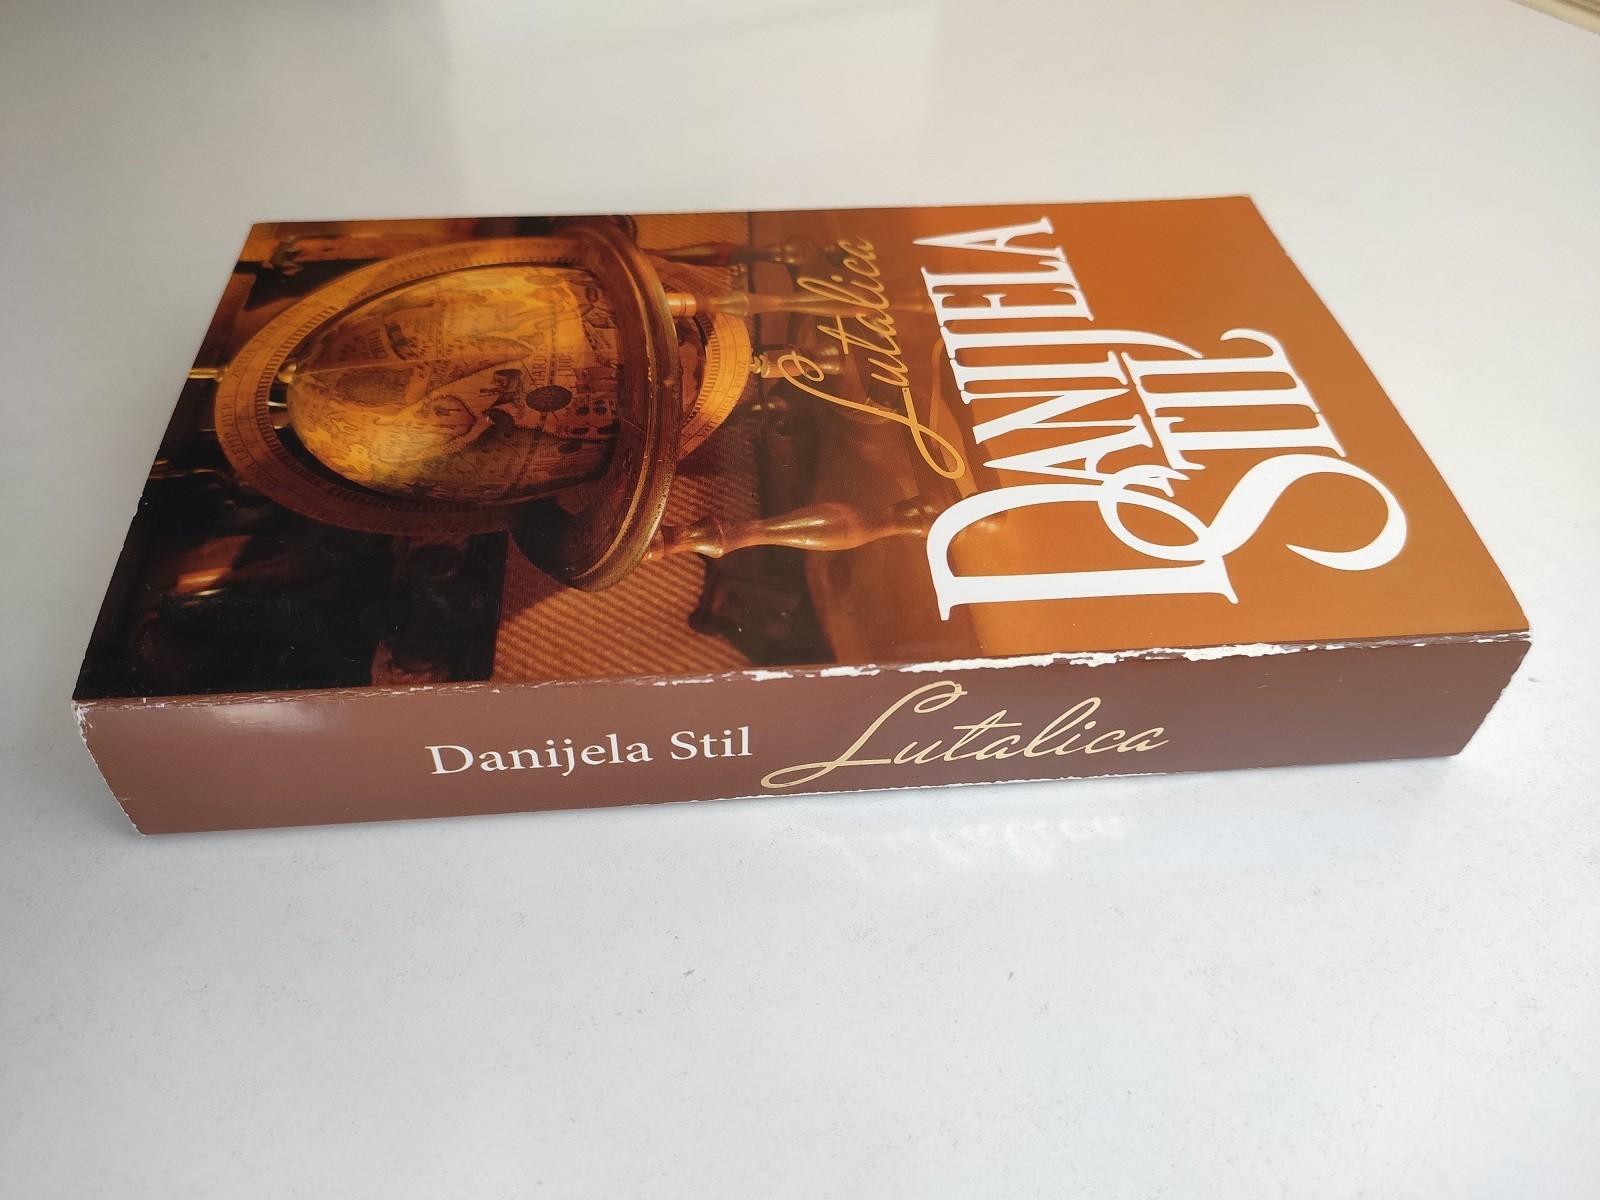 DANIJELA
STIL
Lutalica
Danijela Stil Lutalica